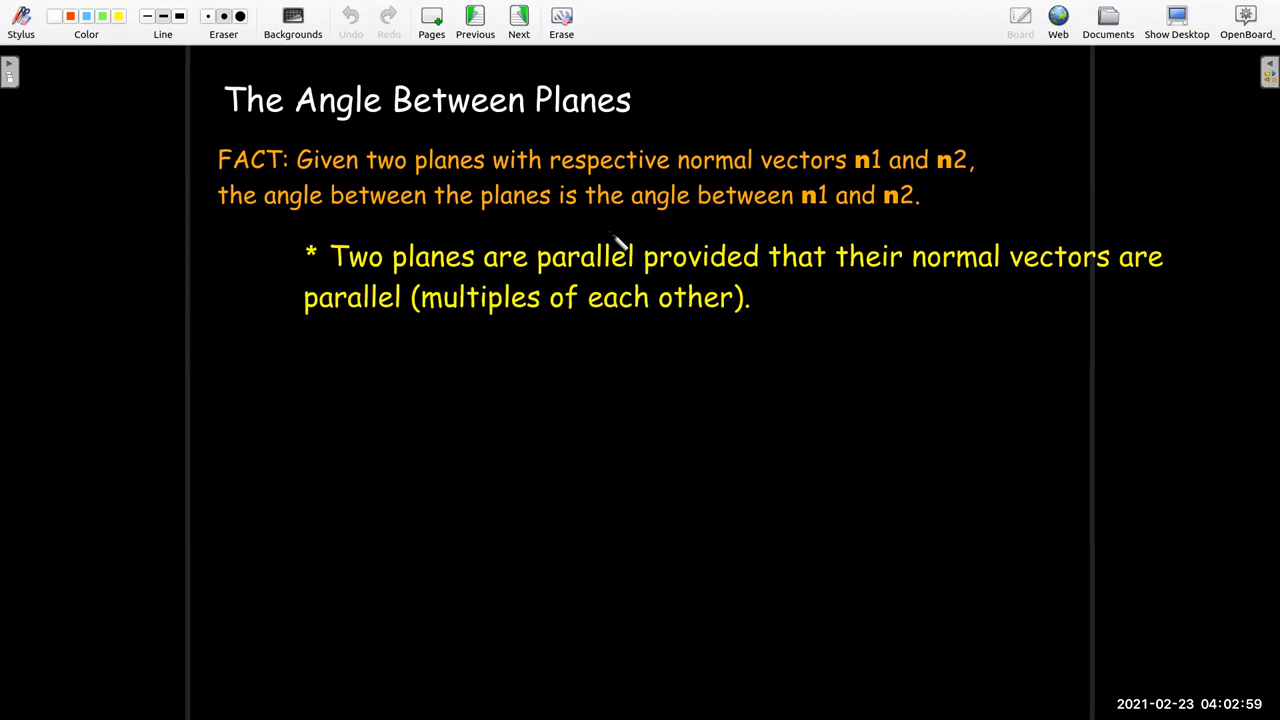 Stylus Color Line Eraser Backgrounds Undo Redo Pages Previous Next Erase Board Web Documents Show Desktop OpenBoard
The Angle Between Planes
FACT: Given two planes with respective normal vectors n1 and n2,
the angle between the planes is the angle between n1 and n2.
* Two planes are parallel provided that their normal vectors are
parallel (multiples of each other).
2021-02-23 04:02:59